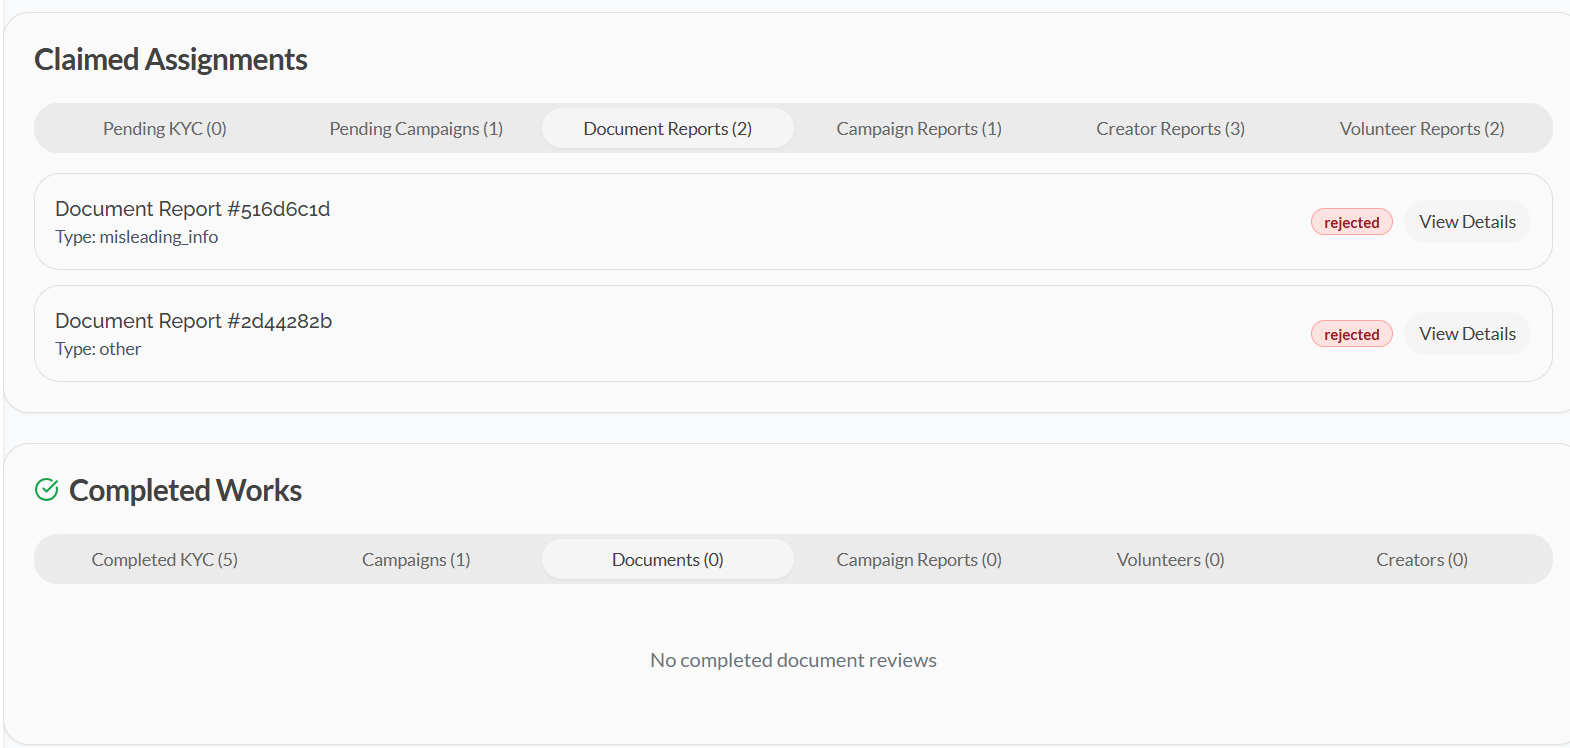 Claimed Assignments
Pending KYC (0) Pending Campaigns (1) Document Reports (2) Campaign Reports (1) Creator Reports (3) Volunteer Reports (2)
Document Report #516d6c1d
Type: misleading_info
rejected View Details
Document Report #2d44282b
Type: other
rejected View Details
Completed Works
Completed KYC (5) Campaigns (1) Documents (0) Campaign Reports (0) Volunteers (0) Creators (0)
No completed document reviews